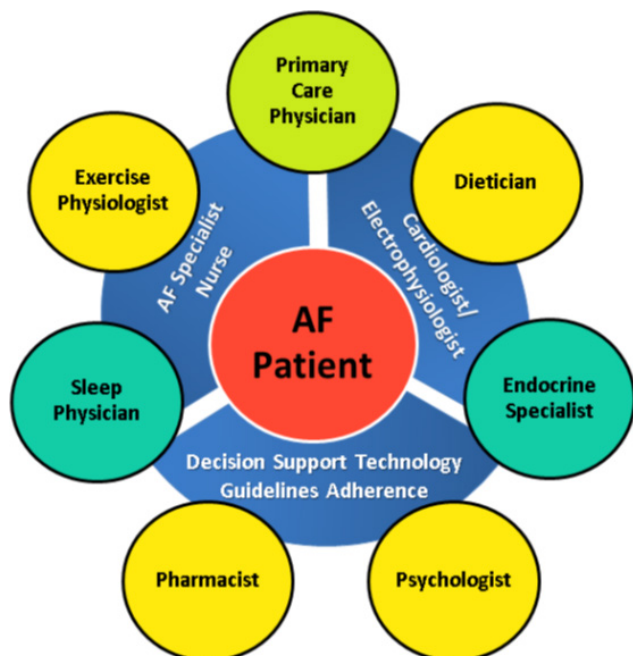 Primary
Care
Physician
Exercise
Physiologist
Dietician
AF Specialist
Nurse
Cardiologist/
Electrophysiologist
AF
Patient
Sleep
Physician
Endocrine
Specialist
Decision Support Technology
Guidelines Adherence
Pharmacist
Psychologist